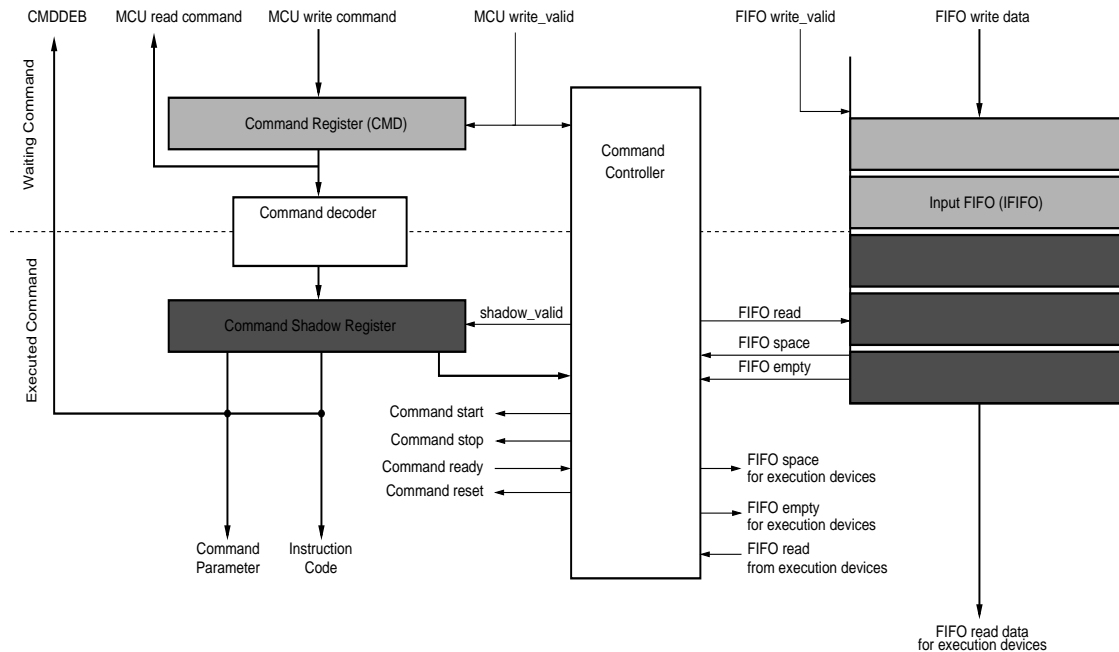 CMDDEB
MCU read command
MCU write command
MCU write_valid
FIFO write_valid
FIFO write data
Waiting Command
Command Register (CMD)
Command
Controller
Command decoder
Input FIFO (IFIFO)
Executed Command
Command Shadow Register
shadow_valid
FIFO read
FIFO space
FIFO empty
Command start
Command stop
Command ready
Command reset
FIFO space
for execution devices
FIFO empty
for execution devices
FIFO read
from execution devices
Command
Parameter
Instruction
Code
FIFO read data
for execution devices